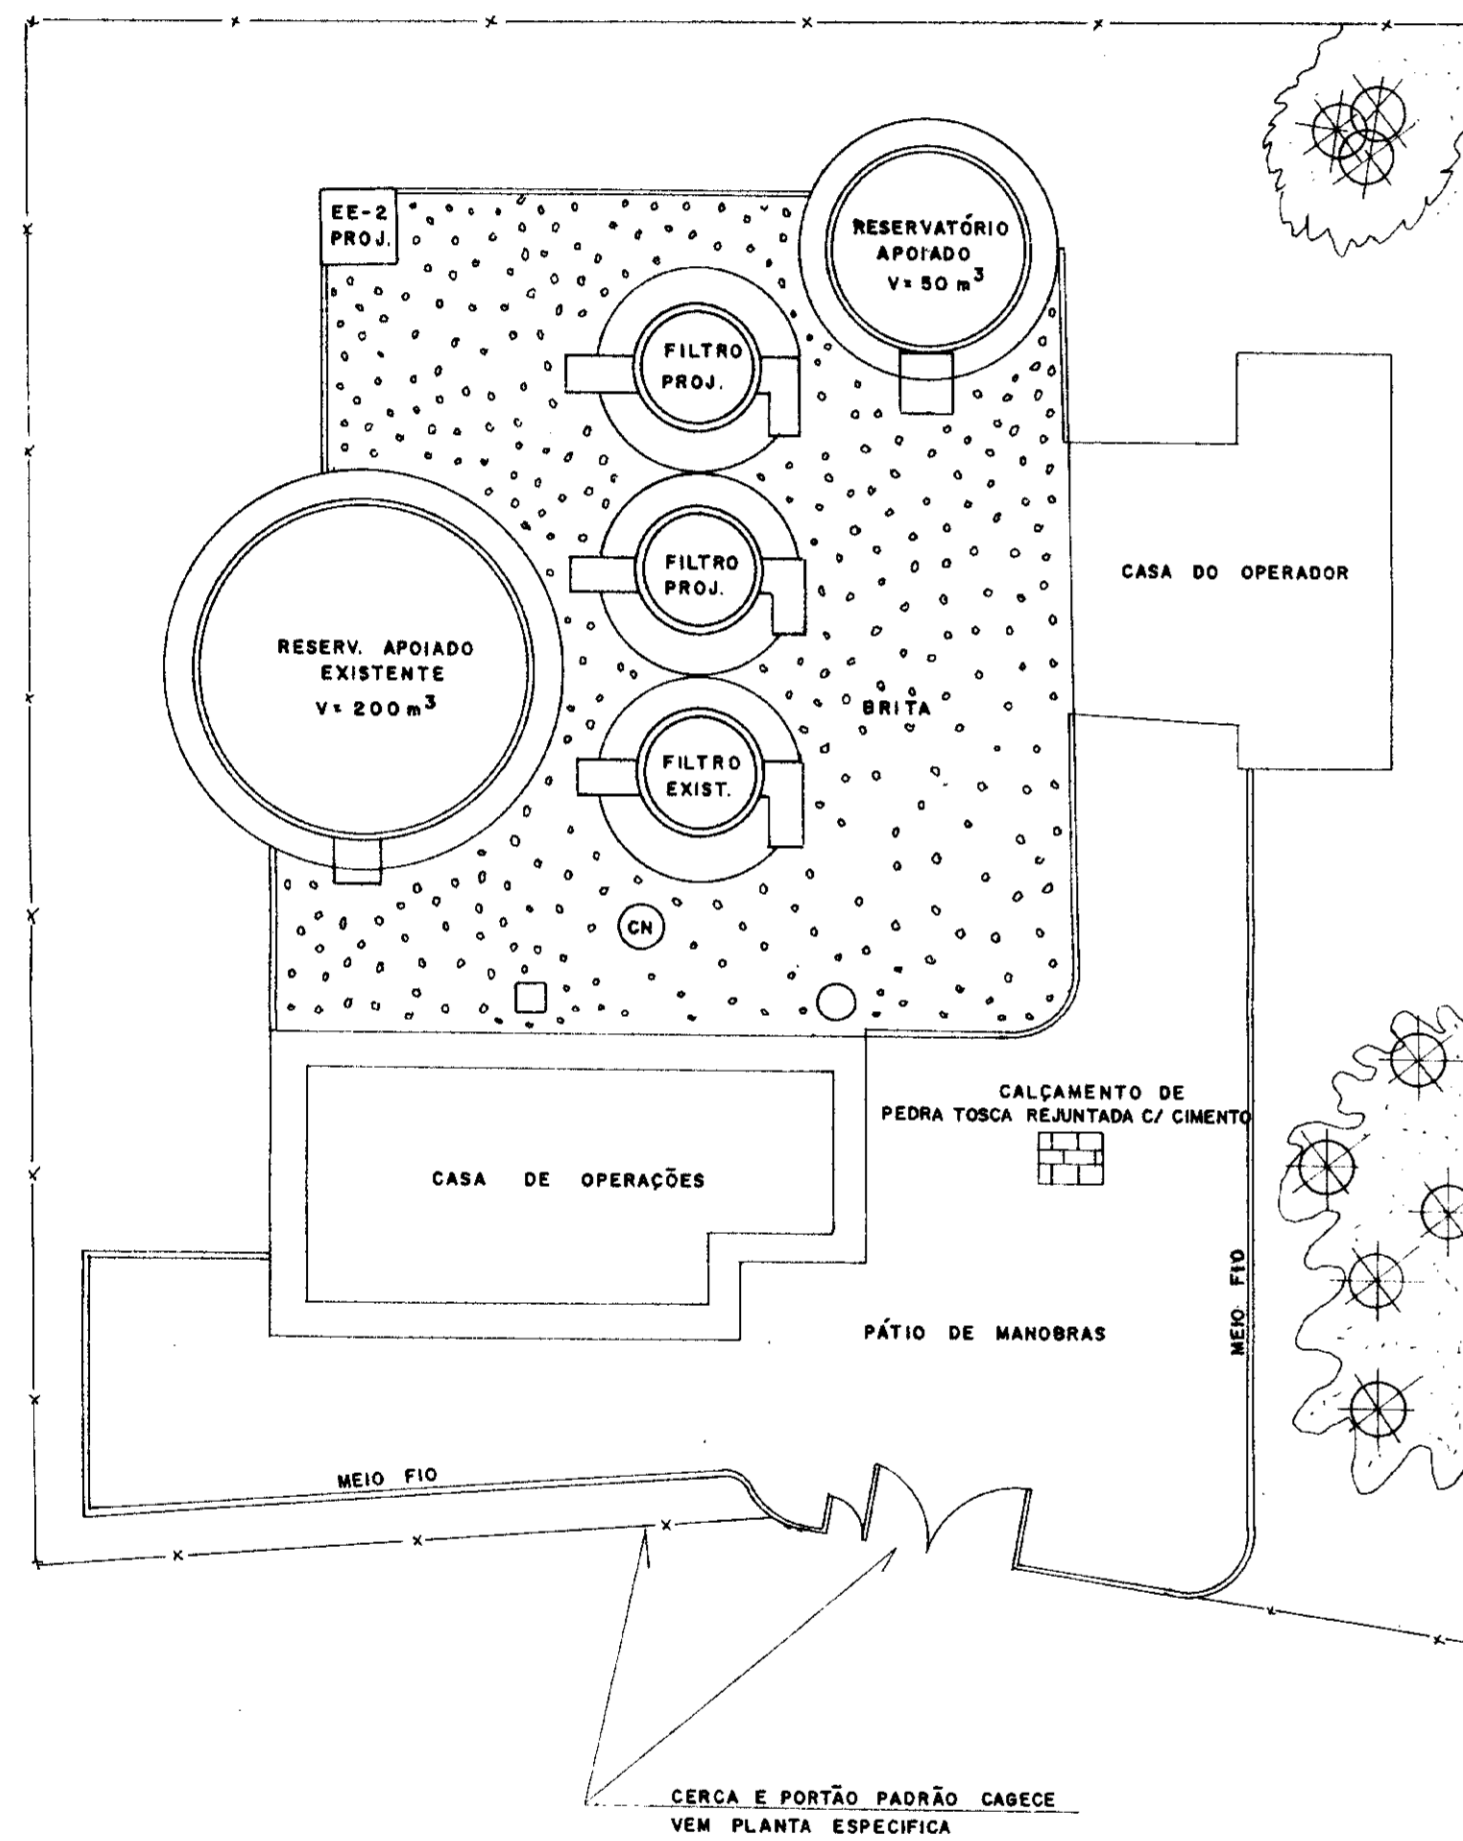 EE-2
PROJ.
RESERVATÓRIO
APOIADO
V= 50 m³
FILTRO
PROJ.
FILTRO
PROJ.
CASA DO OPERADOR
RESERV. APOIADO
EXISTENTE
V= 200 m³
BRITA
FILTRO
EXIST.
CN
CALÇAMENTO DE
PEDRA TOSCA REJUNTADA C/ CIMENTO
CASA DE OPERAÇÕES
MEIO FIO
PÁTIO DE MANOBRAS
MEIO FIO
CERCA E PORTÃO PADRÃO CAGECE
VEM PLANTA ESPECIFICA